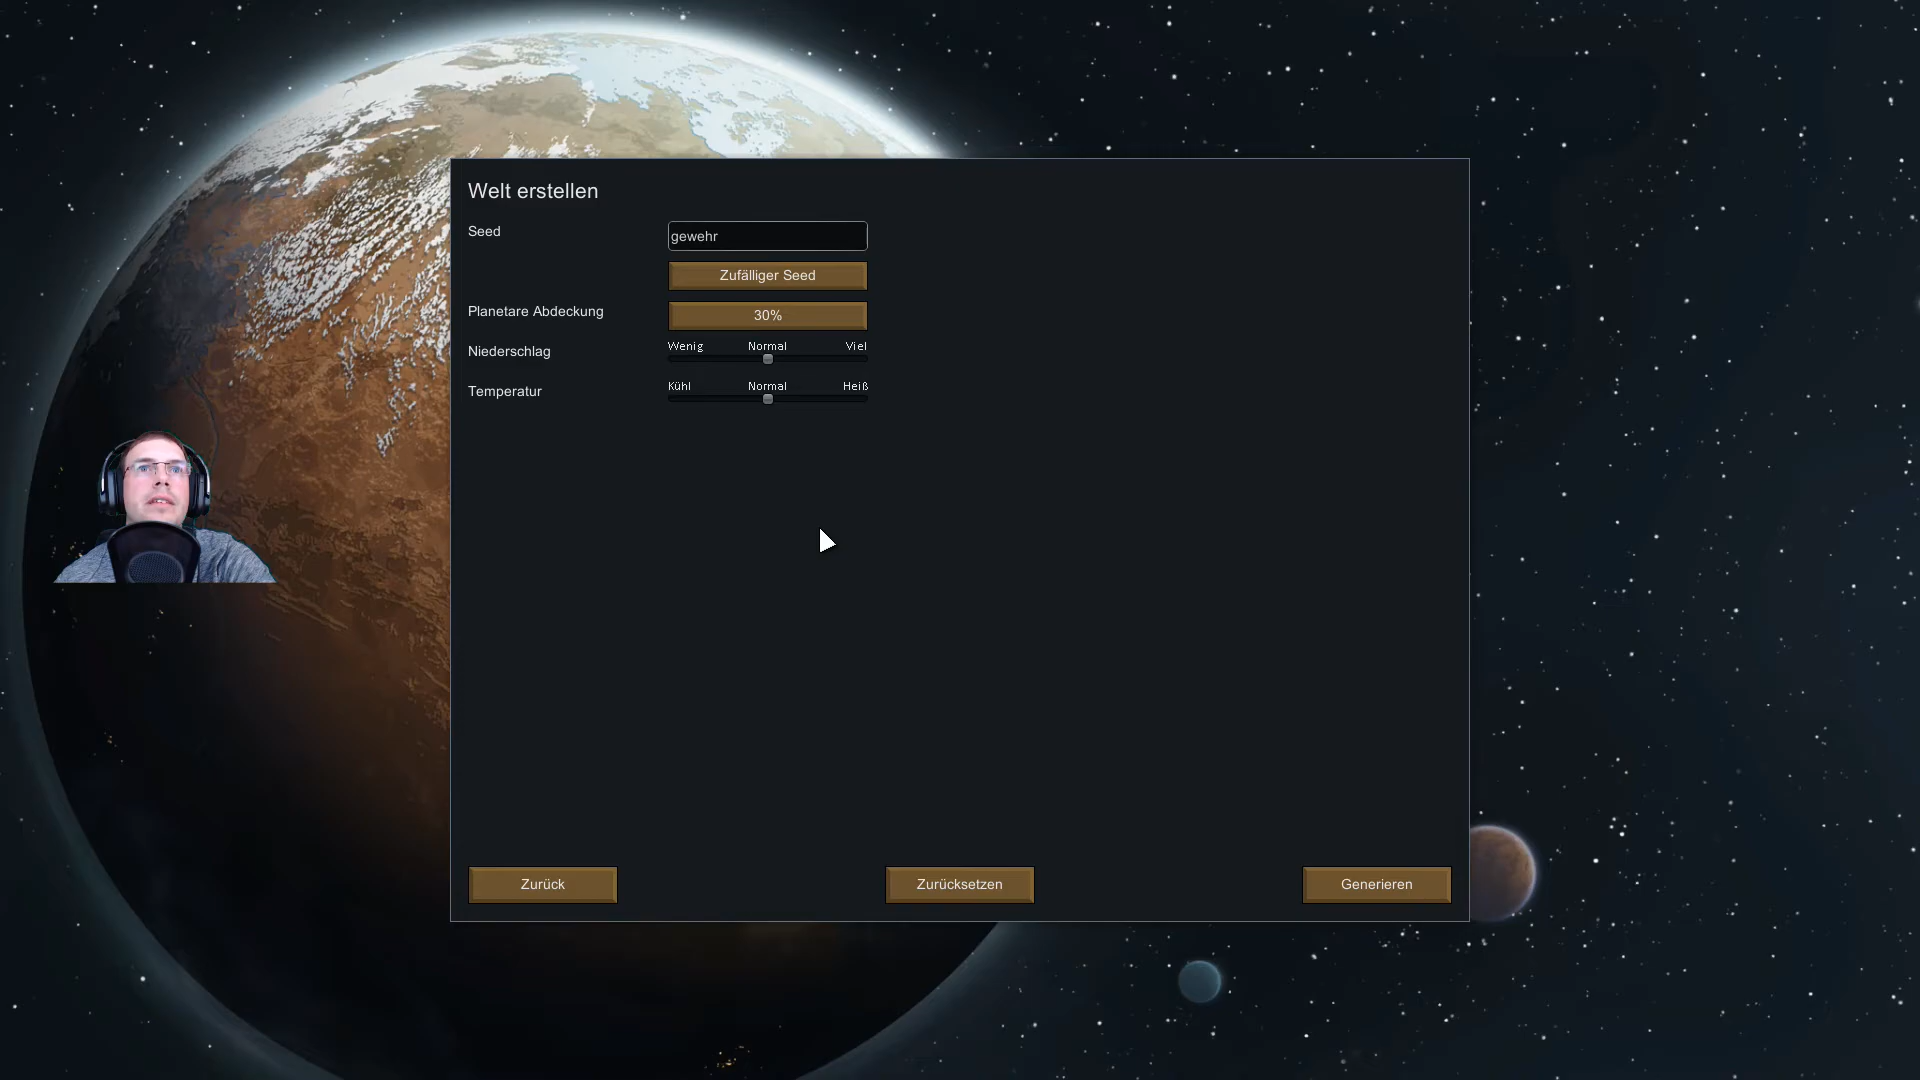 Welt erstellen
Seed
gewehr
Zufälliger Seed
Planetare Abdeckung
30%
Niederschlag
Wenig Normal Viel
Temperatur
Kühl Normal Heiß
Zurück Zurücksetzen Generieren